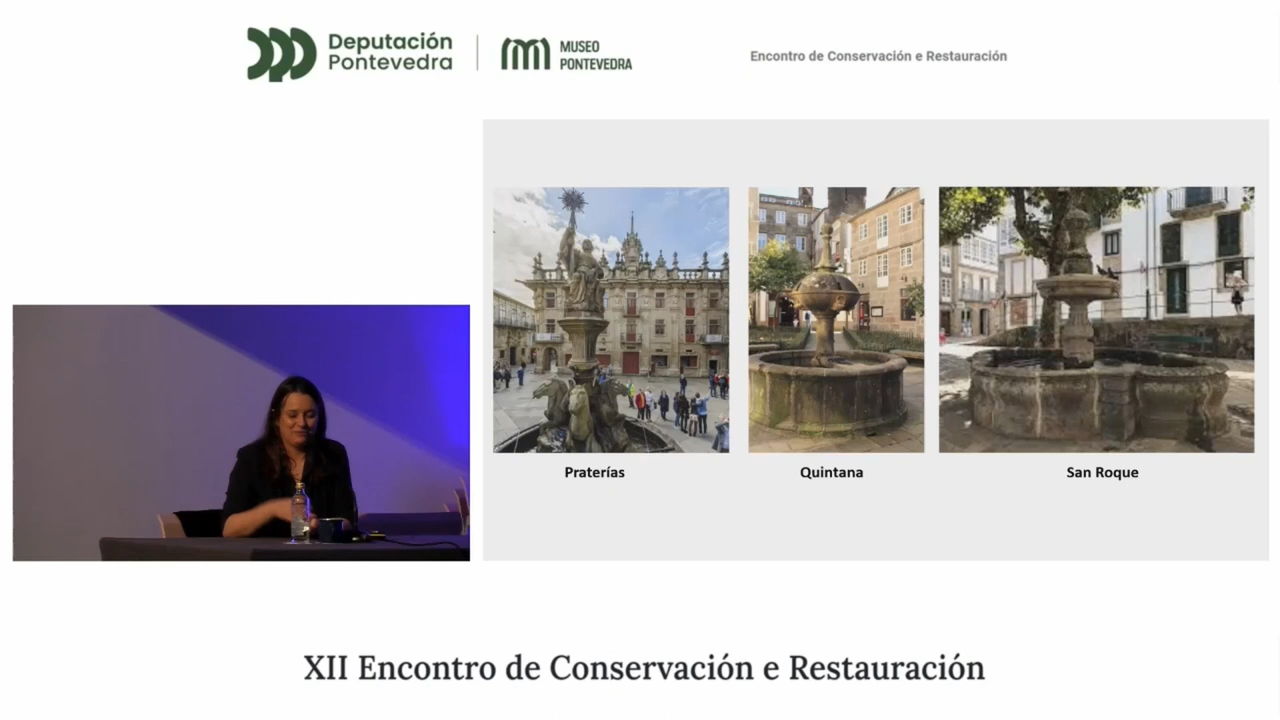 Deputación
Pontevedra
MUSEO
PONTEVEDRA
Encontro de Conservación e Restauración
Praterías
Quintana
San Roque
XII Encontro de Conservación e Restauración